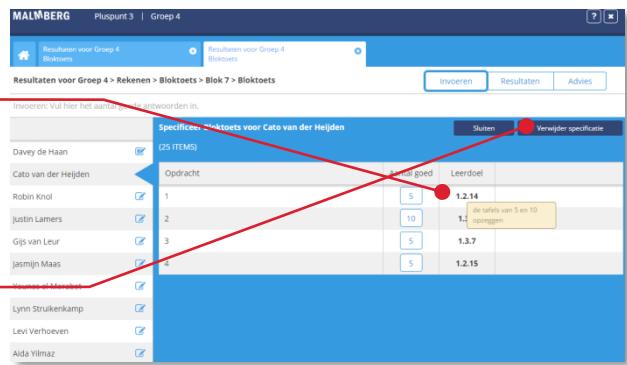 MALMBERG Pluspunt 3 | Groep 4 ? ×
Resultaten voor Groep 4
Bloktoets
Resultaten voor Groep 4
Bloktoets
Resultaten voor Groep 4 > Rekenen > Bloktoets > Blok 7 > Bloktoets
Invoeren Resultaten Advies
Invoeren: Vul hier het aantal goede antwoorden in.
Specificeer Bloktoets voor Cato van der Heijden
Sluiten Verwijder specificatie
(25 ITEMS)
Davey de Haan
Cato van der Heijden
Robin Knol
Justin Lamers
Gijs van Leur
Jasmijn Maas
Lynn Struikenkamp
Levi Verhoeven
Aida Yilmaz
Opdracht Aantal goed Leerdoel
1 5 1.2.14
de tafels van 5 en 10
opzeggen
2 10
3 5 1.3.7
4 5 1.2.15